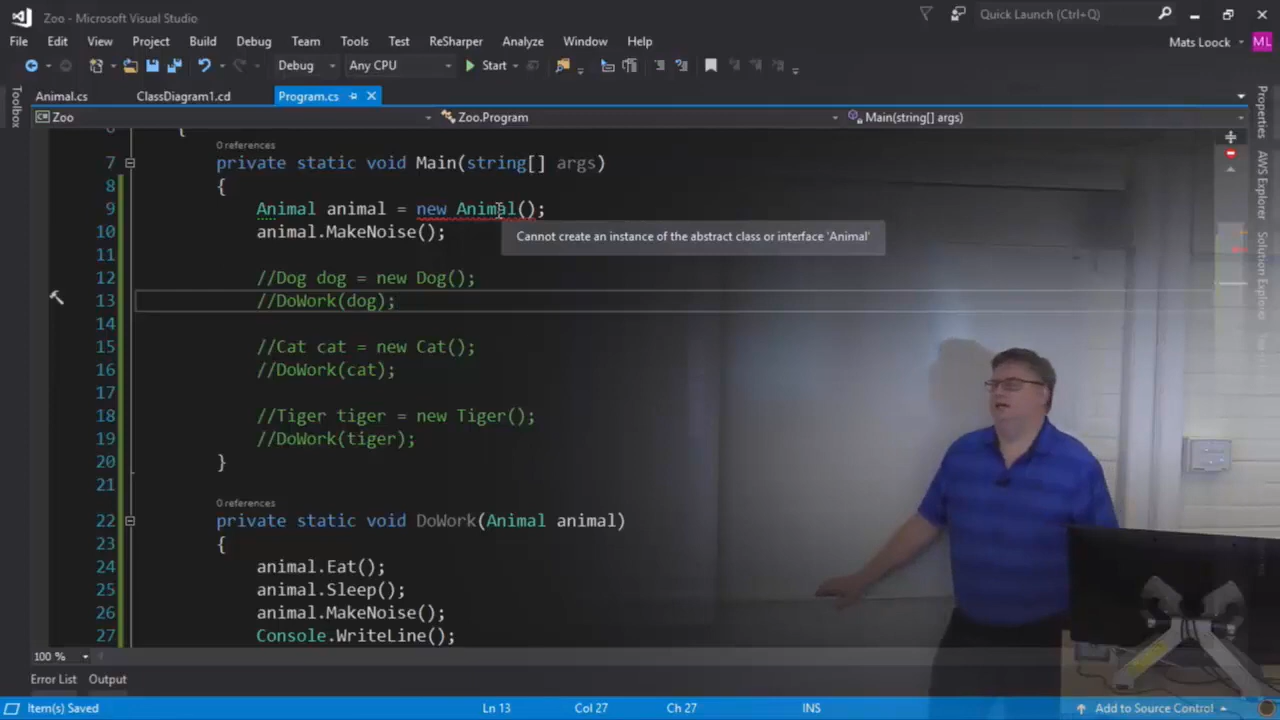 Zoo - Microsoft Visual Studio
Quick Launch (Ctrl+Q)
File Edit View Project Build Debug Team Tools Test ReSharper Analyze Window Help
Mats Loock ML
Debug Any CPU Start
Animal.cs ClassDiagram1.cd Program.cs
Zoo Zoo.Program Main(string[] args)
Toolbox
Properties
AWS Explorer
Solution Explorer
6 {
0 references
7 private static void Main(string[] args)
8 {
9 Animal animal = new Animal();
Cannot create an instance of the abstract class or interface 'Animal'
10 animal.MakeNoise();
11
12 //Dog dog = new Dog();
13 //DoWork(dog);
14
15 //Cat cat = new Cat();
16 //DoWork(cat);
17
18 //Tiger tiger = new Tiger();
19 //DoWork(tiger);
20 }
21
0 references
22 private static void DoWork(Animal animal)
23 {
24 animal.Eat();
25 animal.Sleep();
26 animal.MakeNoise();
27 Console.WriteLine();
100 %
Error List Output
Item(s) Saved Ln 13 Col 27 Ch 27 INS Add to Source Control